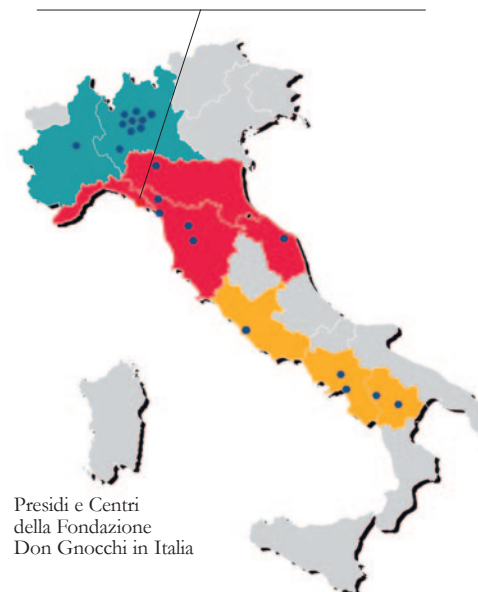 Presidi e Centri
della Fondazione
Don Gnocchi in Italia